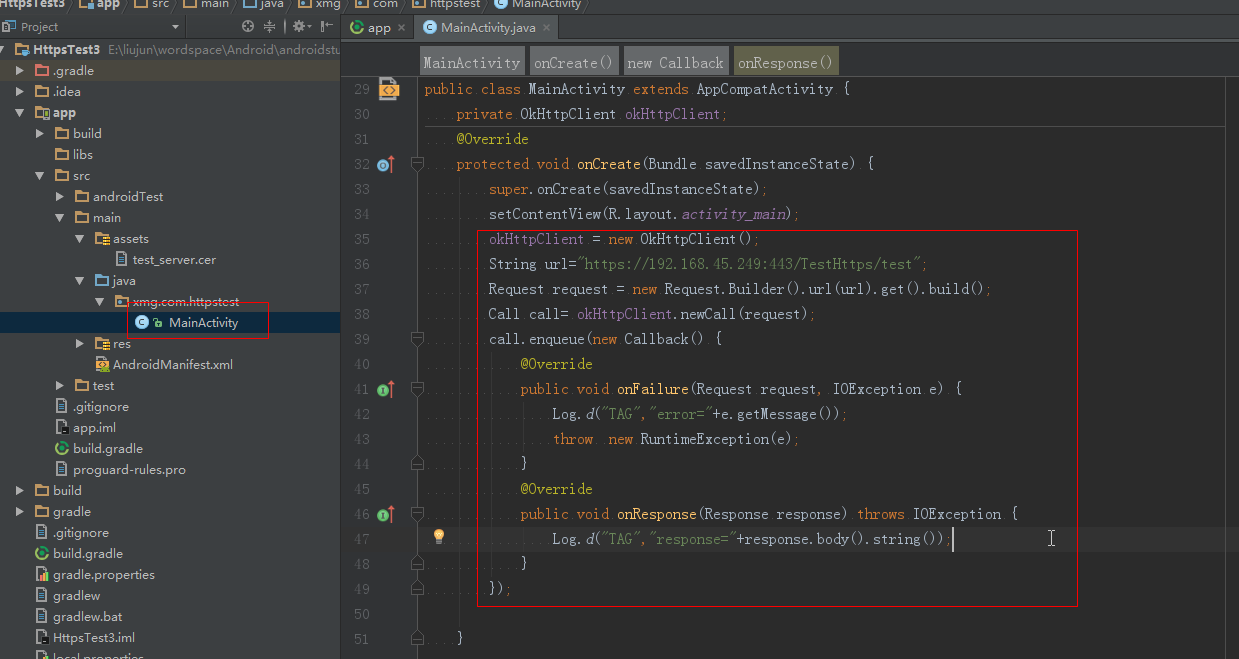 HttpsTest3 app src main java xmg com httpstest MainActivity
Project
app MainActivity.java
HttpsTest3 E:\liujun\wordspace\Android\androidstu
.gradle
.idea
app
build
libs
src
androidTest
main
assets
test_server.cer
java
xmg.com.httpstest
MainActivity
res
AndroidManifest.xml
test
.gitignore
app.iml
build.gradle
proguard-rules.pro
build
gradle
.gitignore
build.gradle
gradle.properties
gradlew
gradlew.bat
HttpsTest3.iml
local.properties
MainActivity onCreate() new Callback onResponse()
29 public class MainActivity extends AppCompatActivity {
30 private OkHttpClient okHttpClient;
31 @Override
32 protected void onCreate(Bundle savedInstanceState) {
33 super.onCreate(savedInstanceState);
34 setContentView(R.layout.activity_main);
35 okHttpClient = new OkHttpClient();
36 String url="https://192.168.45.249:443/TestHttps/test";
37 Request request = new Request.Builder().url(url).get().build();
38 Call call= okHttpClient.newCall(request);
39 call.enqueue(new Callback() {
40 @Override
41 public void onFailure(Request request, IOException e) {
42 Log.d("TAG","error="+e.getMessage());
43 throw new RuntimeException(e);
44 }
45 @Override
46 public void onResponse(Response response) throws IOException {
47 Log.d("TAG","response="+response.body().string());
48 }
49 });
50
51 }